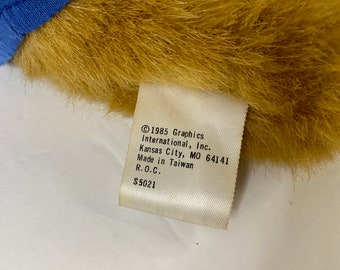 ©1985 Graphics
International, Inc.
Kansas City, MO 64141
Made in Taiwan
R.O.C.
S5021